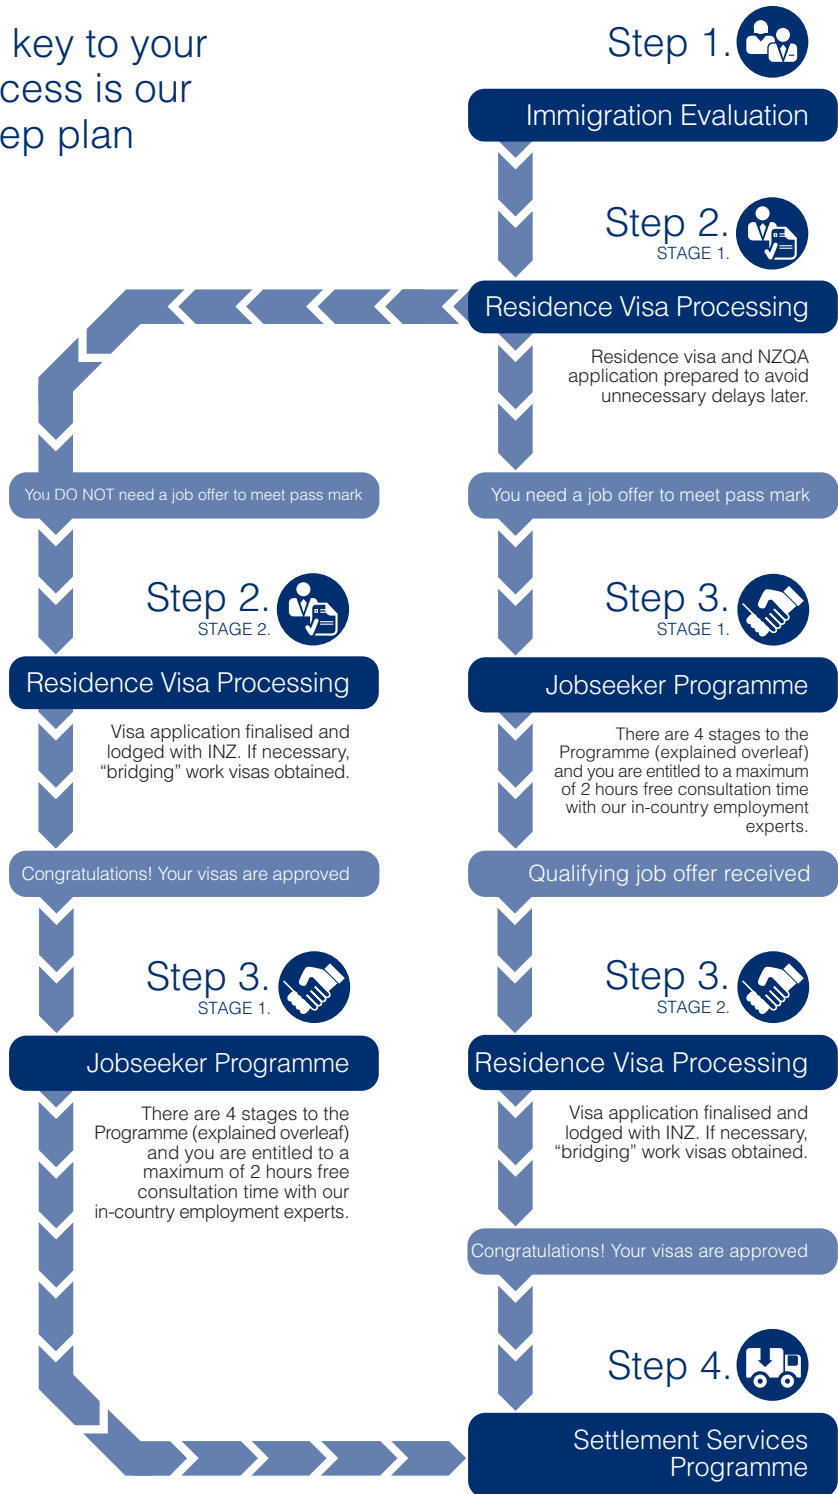 key to your
cess is our
ep plan
Step 1.
Immigration Evaluation
Step 2.
STAGE 1.
Residence Visa Processing
Residence visa and NZQA
application prepared to avoid
unnecessary delays later.
You DO NOT need a job offer to meet pass mark
Step 2.
STAGE 2.
Residence Visa Processing
Visa application finalised and
lodged with INZ. If necessary,
“bridging” work visas obtained.
Congratulations! Your visas are approved
Step 3.
STAGE 1.
Jobseeker Programme
There are 4 stages to the
Programme (explained overleaf)
and you are entitled to a
maximum of 2 hours free
consultation time with our
in-country employment experts.
You need a job offer to meet pass mark
Step 3.
STAGE 1.
Jobseeker Programme
There are 4 stages to the
Programme (explained overleaf)
and you are entitled to a maximum
of 2 hours free consultation time
with our in-country employment
experts.
Qualifying job offer received
Step 3.
STAGE 2.
Residence Visa Processing
Visa application finalised and
lodged with INZ. If necessary,
“bridging” work visas obtained.
Congratulations! Your visas are approved
Step 4.
Settlement Services
Programme